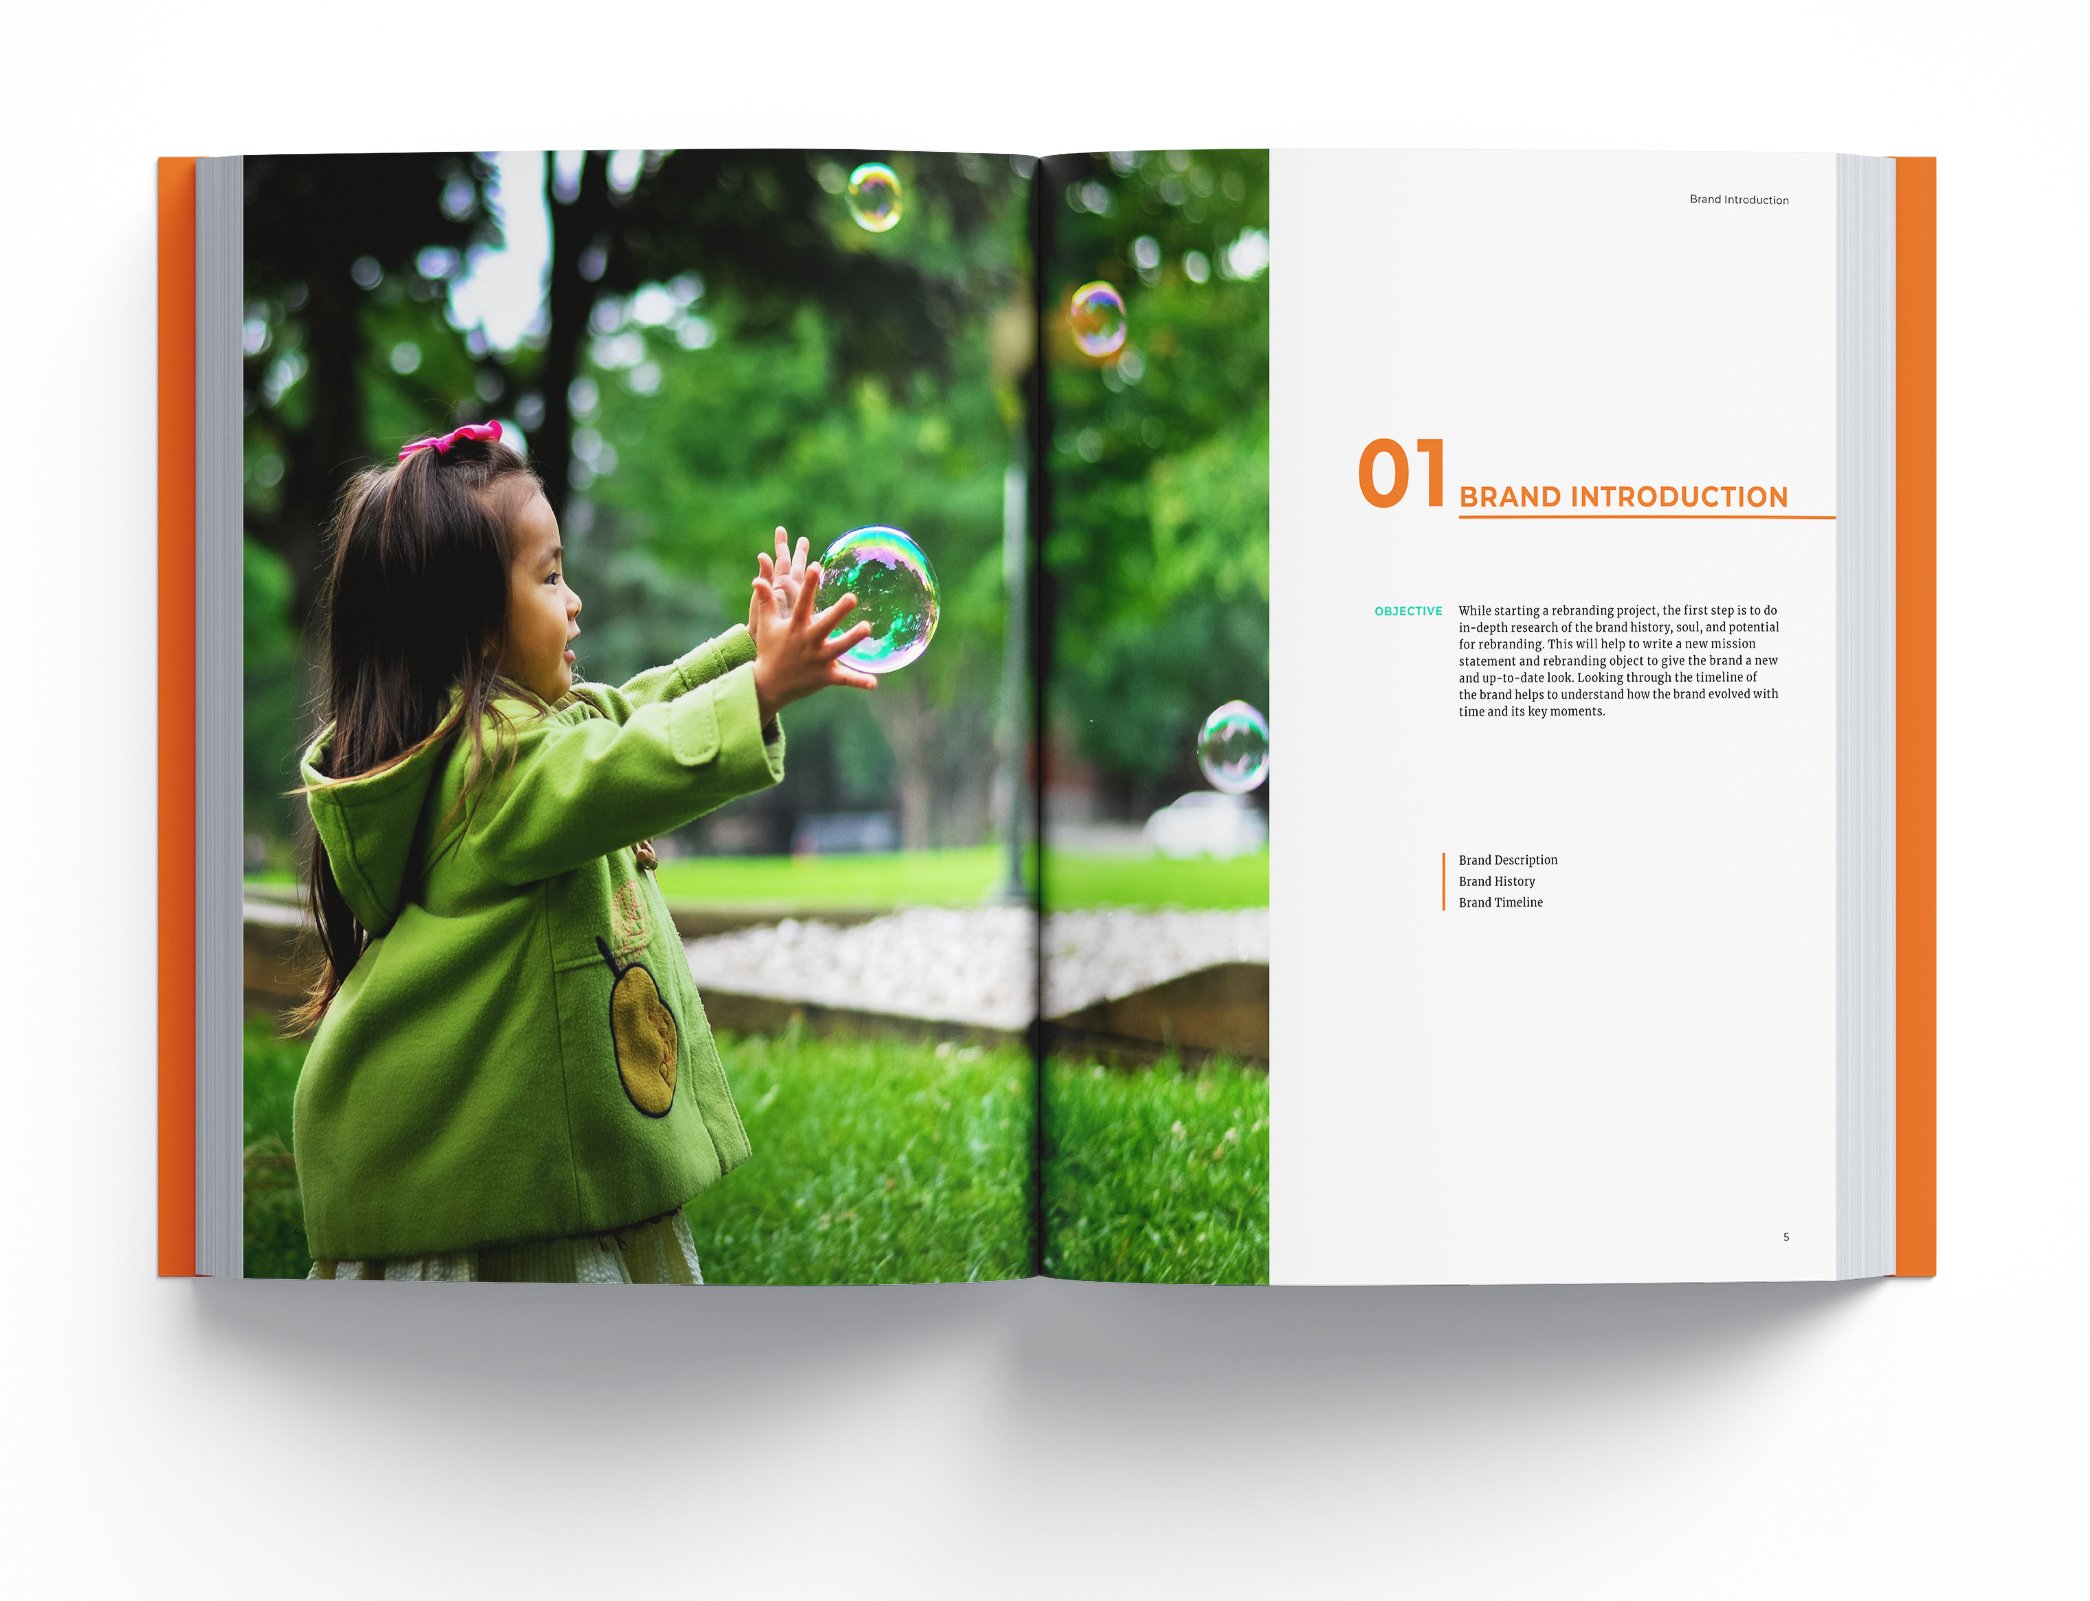 Brand Introduction
01 BRAND INTRODUCTION
OBJECTIVE
While starting a rebranding project, the first step is to do
in-depth research of the brand history, soul, and potential
for rebranding. This will help to write a new mission
statement and rebranding object to give the brand a new
and up-to-date look. Looking through the timeline of
the brand helps to understand how the brand evolved with
time and its key moments.
Brand Description
Brand History
Brand Timeline
4
5